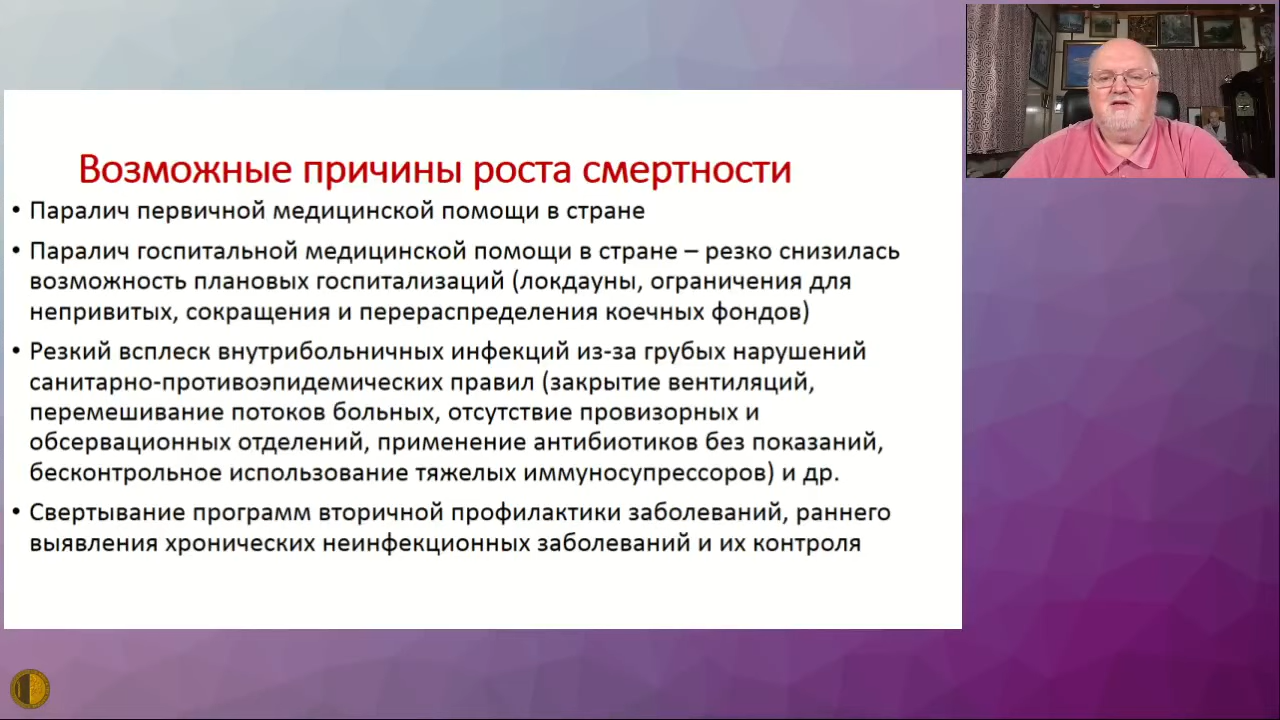 Возможные причины роста смертности
• Паралич первичной медицинской помощи в стране
• Паралич госпитальной медицинской помощи в стране – резко снизилась
возможность плановых госпитализаций (локдауны, ограничения для
непривитых, сокращения и перераспределения коечных фондов)
• Резкий всплеск внутрибольничных инфекций из-за грубых нарушений
санитарно-противоэпидемических правил (закрытие вентиляций,
перемешивание потоков больных, отсутствие провизорных и
обсервационных отделений, применение антибиотиков без показаний,
бесконтрольное использование тяжелых иммуносупрессоров) и др.
• Свертывание программ вторичной профилактики заболеваний, раннего
выявления хронических неинфекционных заболеваний и их контроля